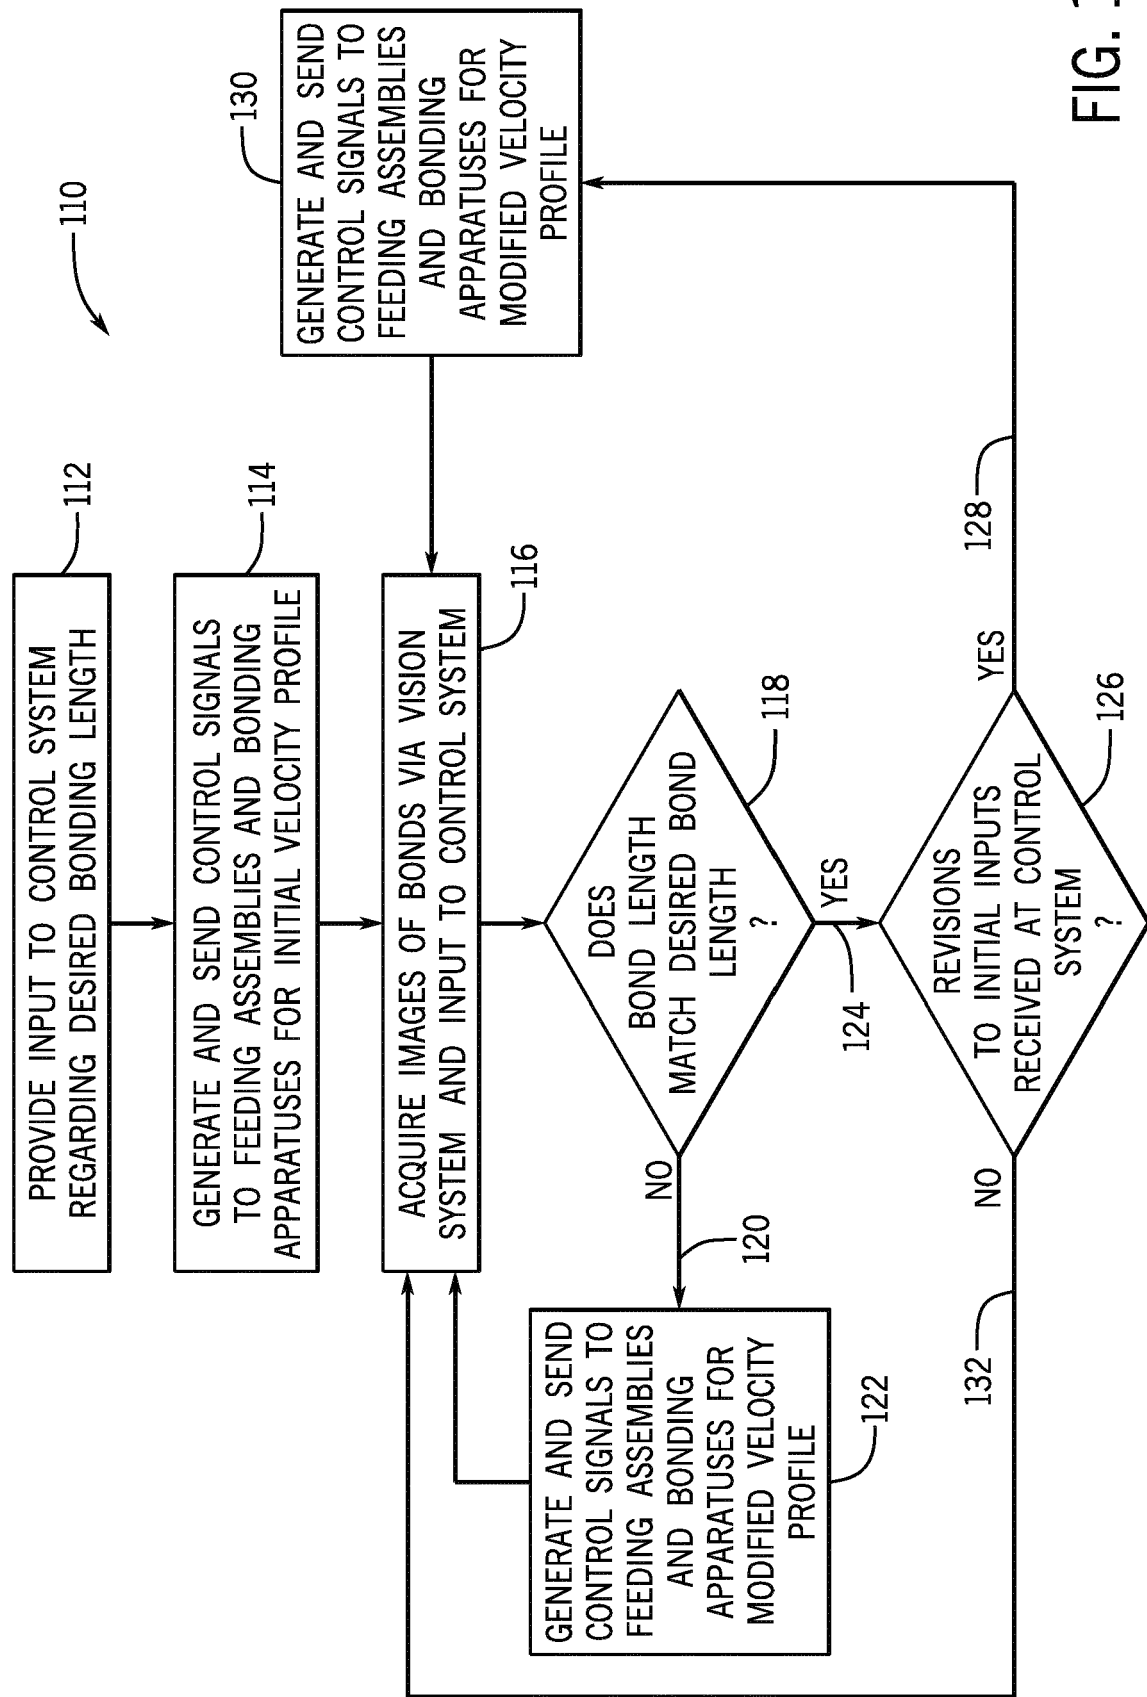 110
PROVIDE INPUT TO CONTROL SYSTEM
REGARDING DESIRED BONDING LENGTH
112
GENERATE AND SEND CONTROL SIGNALS
TO FEEDING ASSEMBLIES AND BONDING
APPARATUSES FOR INITIAL VELOCITY PROFILE
114
ACQUIRE IMAGES OF BONDS VIA VISION
SYSTEM AND INPUT TO CONTROL SYSTEM
116
DOES
BOND LENGTH
MATCH DESIRED BOND
LENGTH
?
118
NO
120
GENERATE AND SEND
CONTROL SIGNALS TO
FEEDING ASSEMBLIES
AND BONDING
APPARATUSES FOR
MODIFIED VELOCITY
PROFILE
122
YES
124
REVISIONS
TO INITIAL INPUTS
RECEIVED AT CONTROL
SYSTEM
?
126
YES
128
GENERATE AND SEND
CONTROL SIGNALS TO
FEEDING ASSEMBLIES
AND BONDING
APPARATUSES FOR
MODIFIED VELOCITY
PROFILE
130
NO
132
FIG.